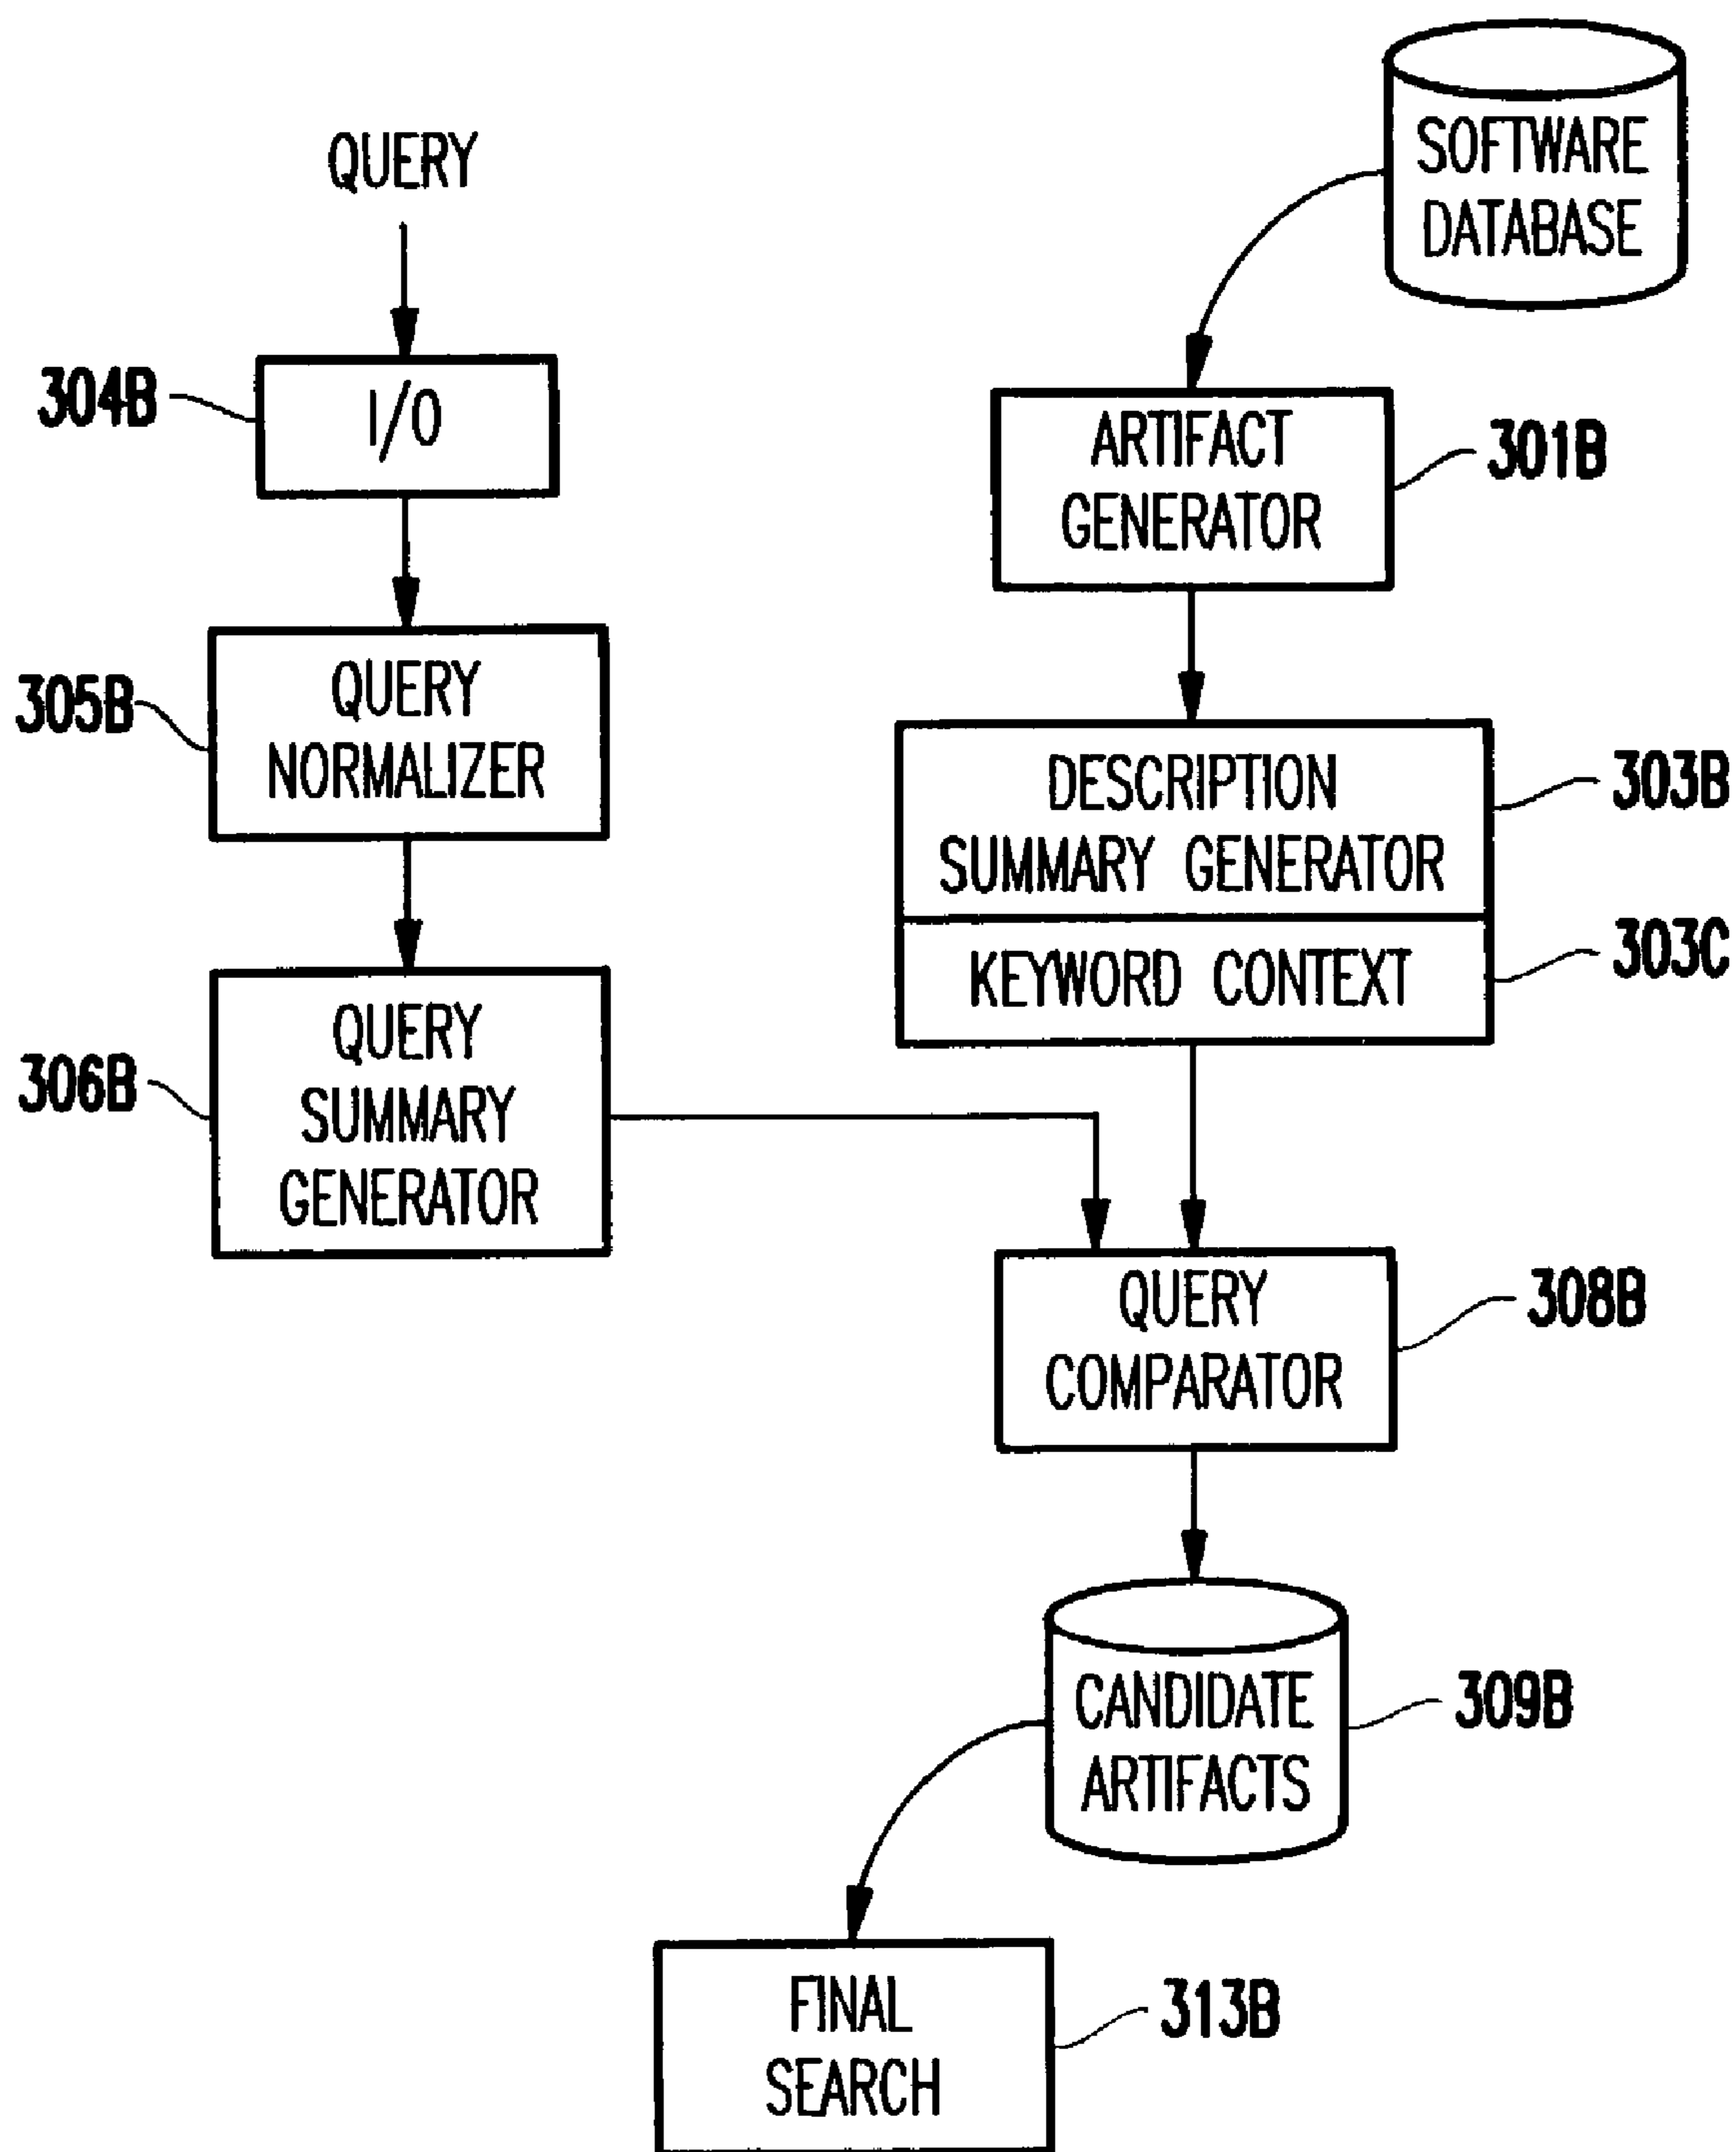 QUERY
SOFTWARE
DATABASE
304B
I/O
ARTIFACT
GENERATOR
301B
305B
QUERY
NORMALIZER
DESCRIPTION
SUMMARY GENERATOR
303B
KEYWORD CONTEXT
303C
306B
QUERY
SUMMARY
GENERATOR
QUERY
COMPARATOR
308B
CANDIDATE
ARTIFACTS
309B
FINAL
SEARCH
313B